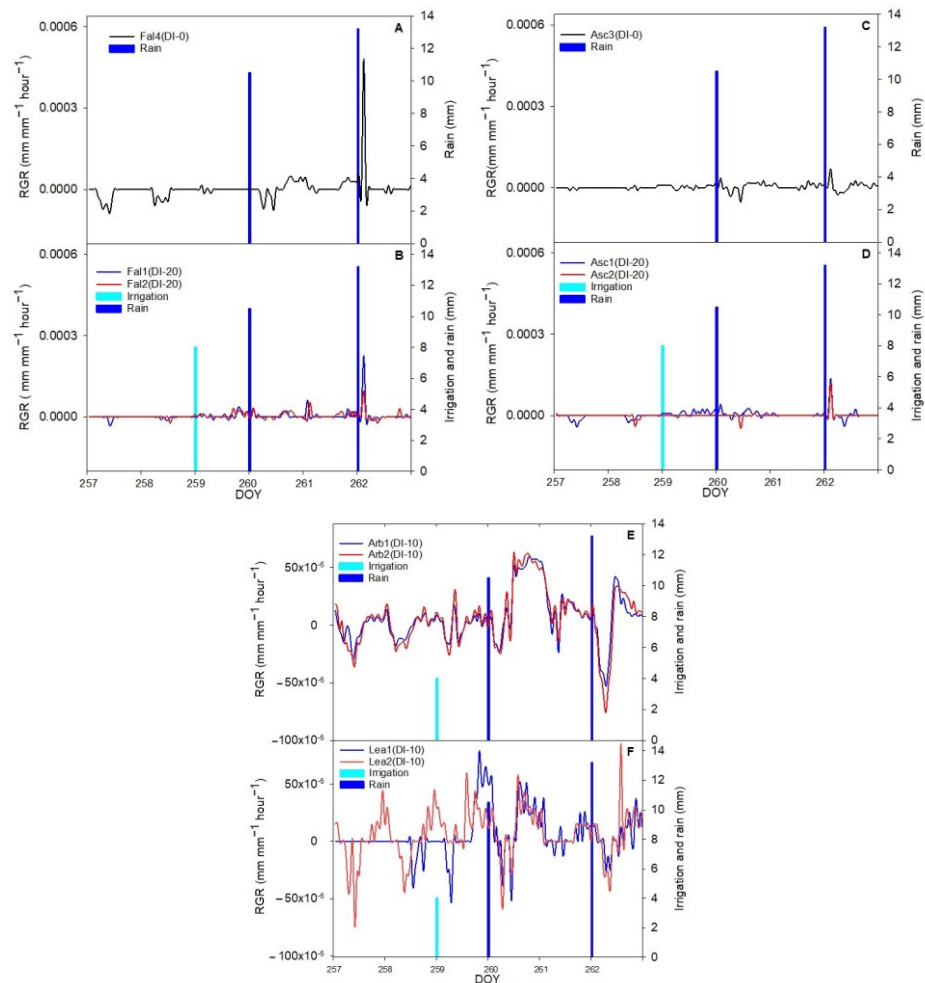 A
Fal4(DI-0)
Rain
0.0006
0.0003
0.0000
RGR (mm mm⁻¹ hour⁻¹)
14
12
10
8
6
4
2
0
Rain (mm)
C
Asc3(DI-0)
Rain
0.0006
0.0003
0.0000
RGR(mm mm⁻¹ hour⁻¹)
14
12
10
8
6
4
2
0
Rain (mm)
B
Fal1(DI-20)
Fal2(DI-20)
Irrigation
Rain
0.0006
0.0003
0.0000
RGR ( mm mm⁻¹ hour⁻¹)
12
10
8
6
4
2
0
Irrigation and rain (mm)
257 258 259 260 261 262
DOY
D
Asc1(DI-20)
Asc2(DI-20)
Irrigation
Rain
0.0006
0.0003
0.0000
RGR (mm mm⁻¹ hour⁻¹)
12
10
8
6
4
2
0
Irrigation and rain (mm)
257 258 259 260 261 262
DOY
E
Arb1(DI-10)
Arb2(DI-10)
Irrigation
Rain
50x10⁻⁶
0
−50x10⁻⁶
−100x10⁻⁶
RGR (mm mm⁻¹ hour⁻¹)
14
12
10
8
6
4
2
0
Irrigation and rain (mm)
F
Lea1(DI-10)
Lea2(DI-10)
Irrigation
Rain
50x10⁻⁵
0
−50x10⁻⁶
−100x10⁻⁶
RGR (mm mm⁻¹ hour⁻¹)
14
12
10
8
6
4
2
0
Irrigation and rain (mm)
257 258 259 260 261 262
DOY